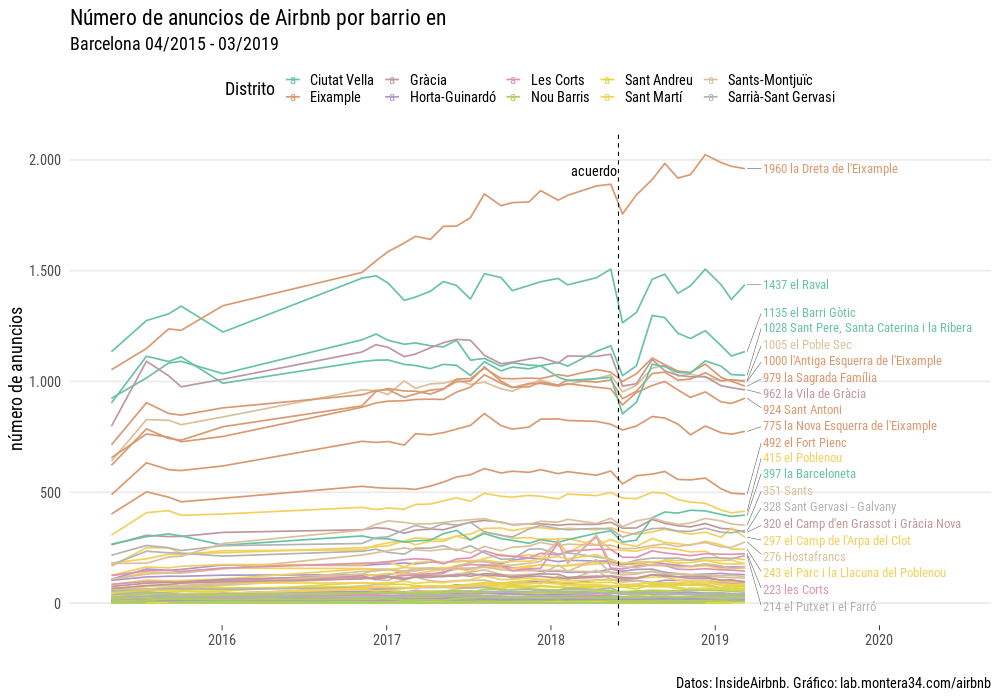 Número de anuncios de Airbnb por barrio en
Barcelona 04/2015 - 03/2019
Distrito
Ciutat Vella
Gràcia
Les Corts
Sant Andreu
Sants-Montjuïc
Eixample
Horta-Guinardó
Nou Barris
Sant Martí
Sarrià-Sant Gervasi
número de anuncios
2.000
1.500
1.000
500
0
acuerdo
1960 la Dreta de l'Eixample
1437 el Raval
1135 el Barri Gòtic
1028 Sant Pere, Santa Caterina i la Ribera
1005 el Poble Sec
1000 l'Antiga Esquerra de l'Eixample
979 la Sagrada Família
962 la Vila de Gràcia
924 Sant Antoni
775 la Nova Esquerra de l'Eixample
492 el Fort Pienc
415 el Poblenou
397 la Barceloneta
351 Sants
328 Sant Gervasi - Galvany
320 el Camp d'en Grassot i Gràcia Nova
297 el Camp de l'Arpa del Clot
276 Hostafrancs
243 el Parc i la Llacuna del Poblenou
223 les Corts
214 el Putxet i el Farró
2016
2017
2018
2019
2020
Datos: InsideAirbnb. Gráfico: lab.montera34.com/airbnb